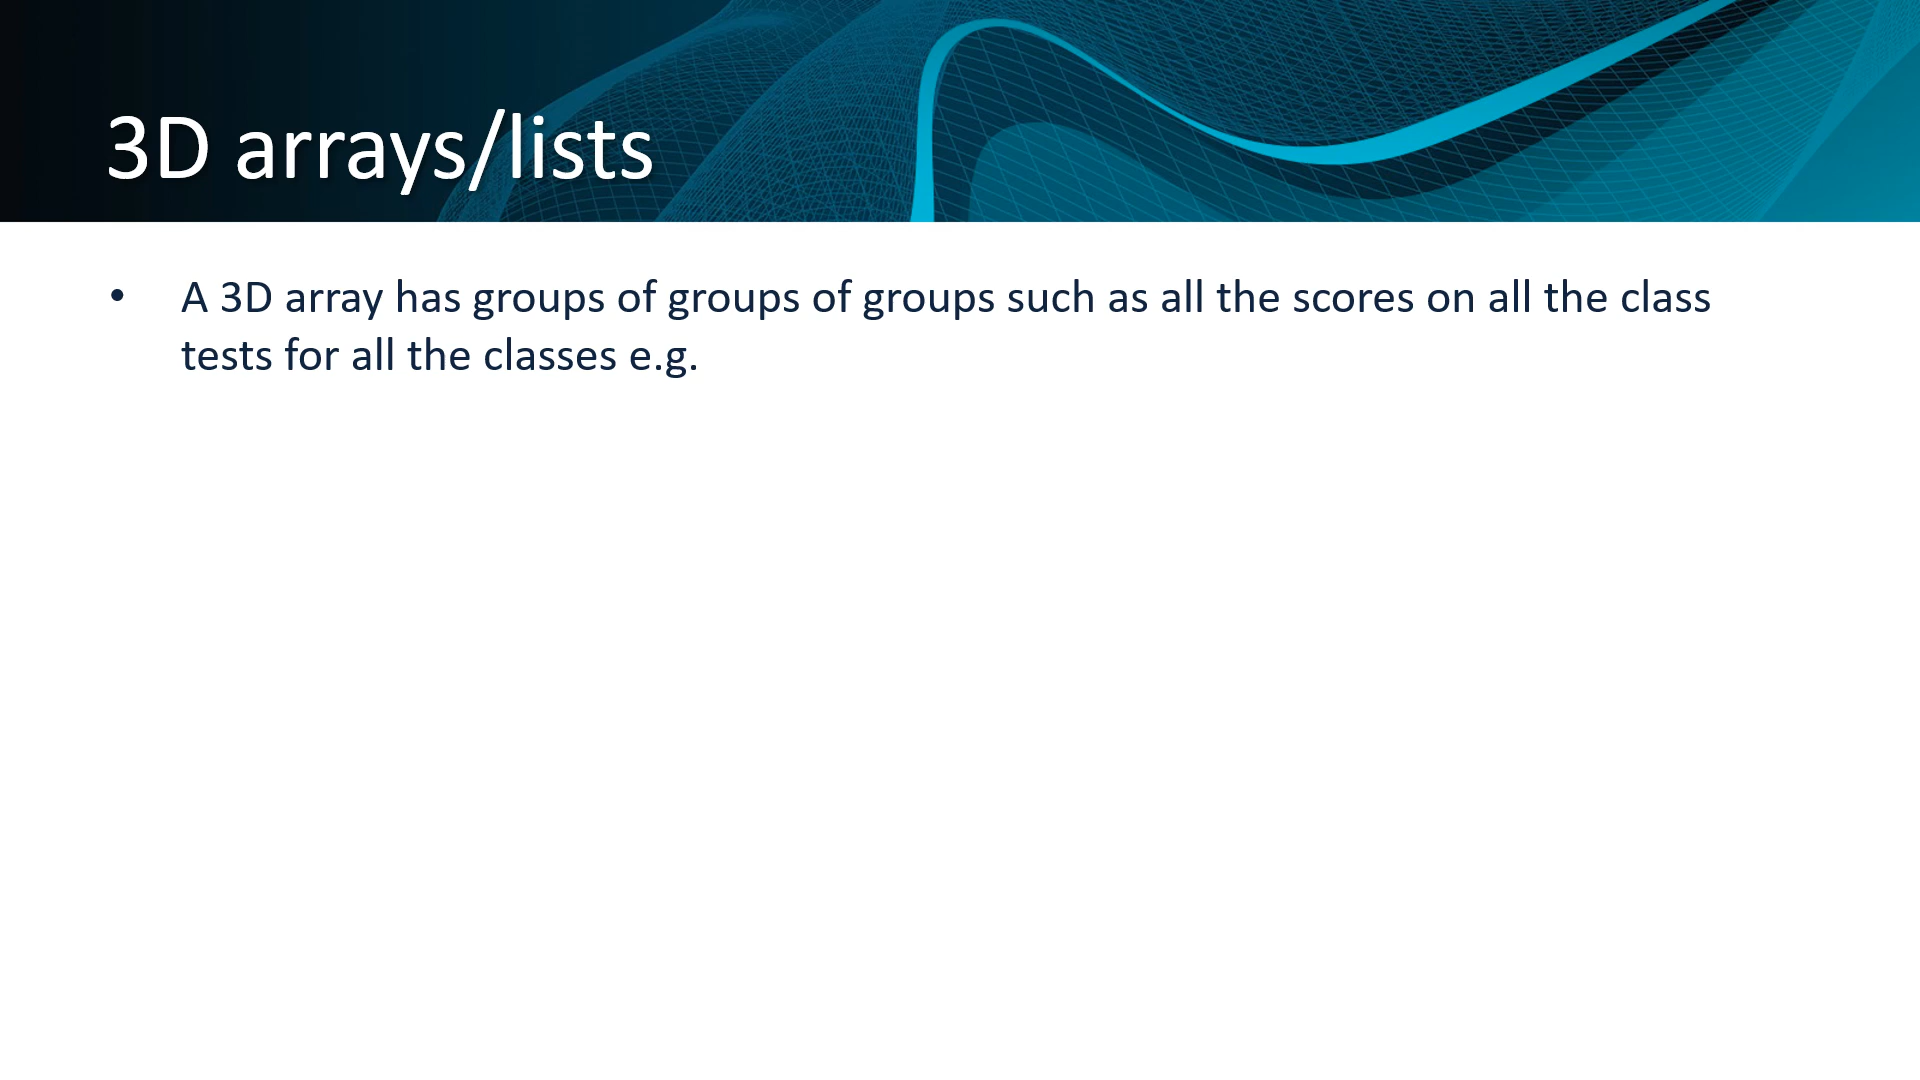 3D arrays/lists
• A 3D array has groups of groups of groups such as all the scores on all the class
tests for all the classes e.g.